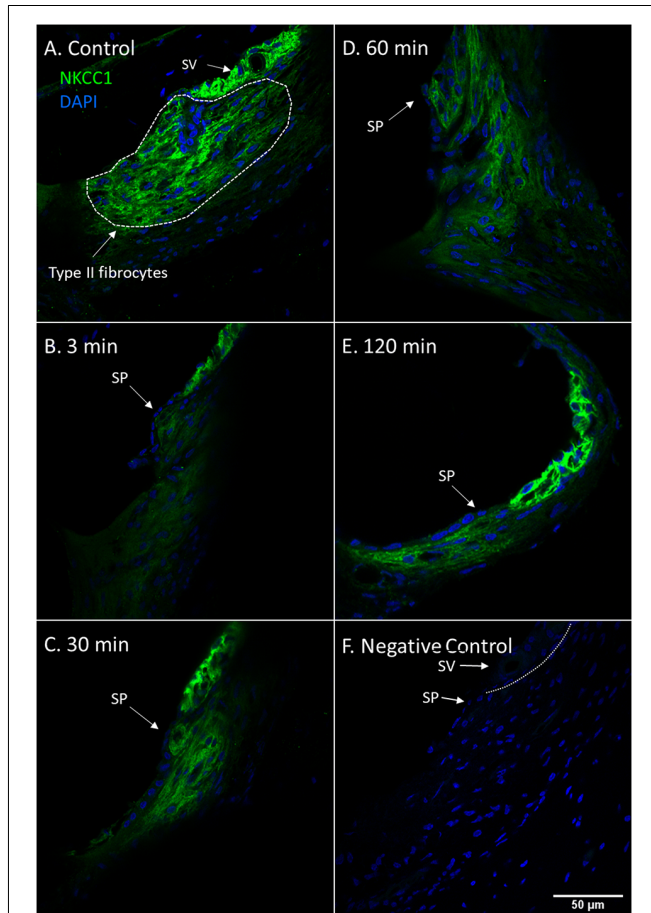 A. Control
NKCC1
DAPI
SV
Type II fibrocytes
D. 60 min
SP
B. 3 min
SP
E. 120 min
SP
C. 30 min
SP
F. Negative Control
SV
SP
50 µm